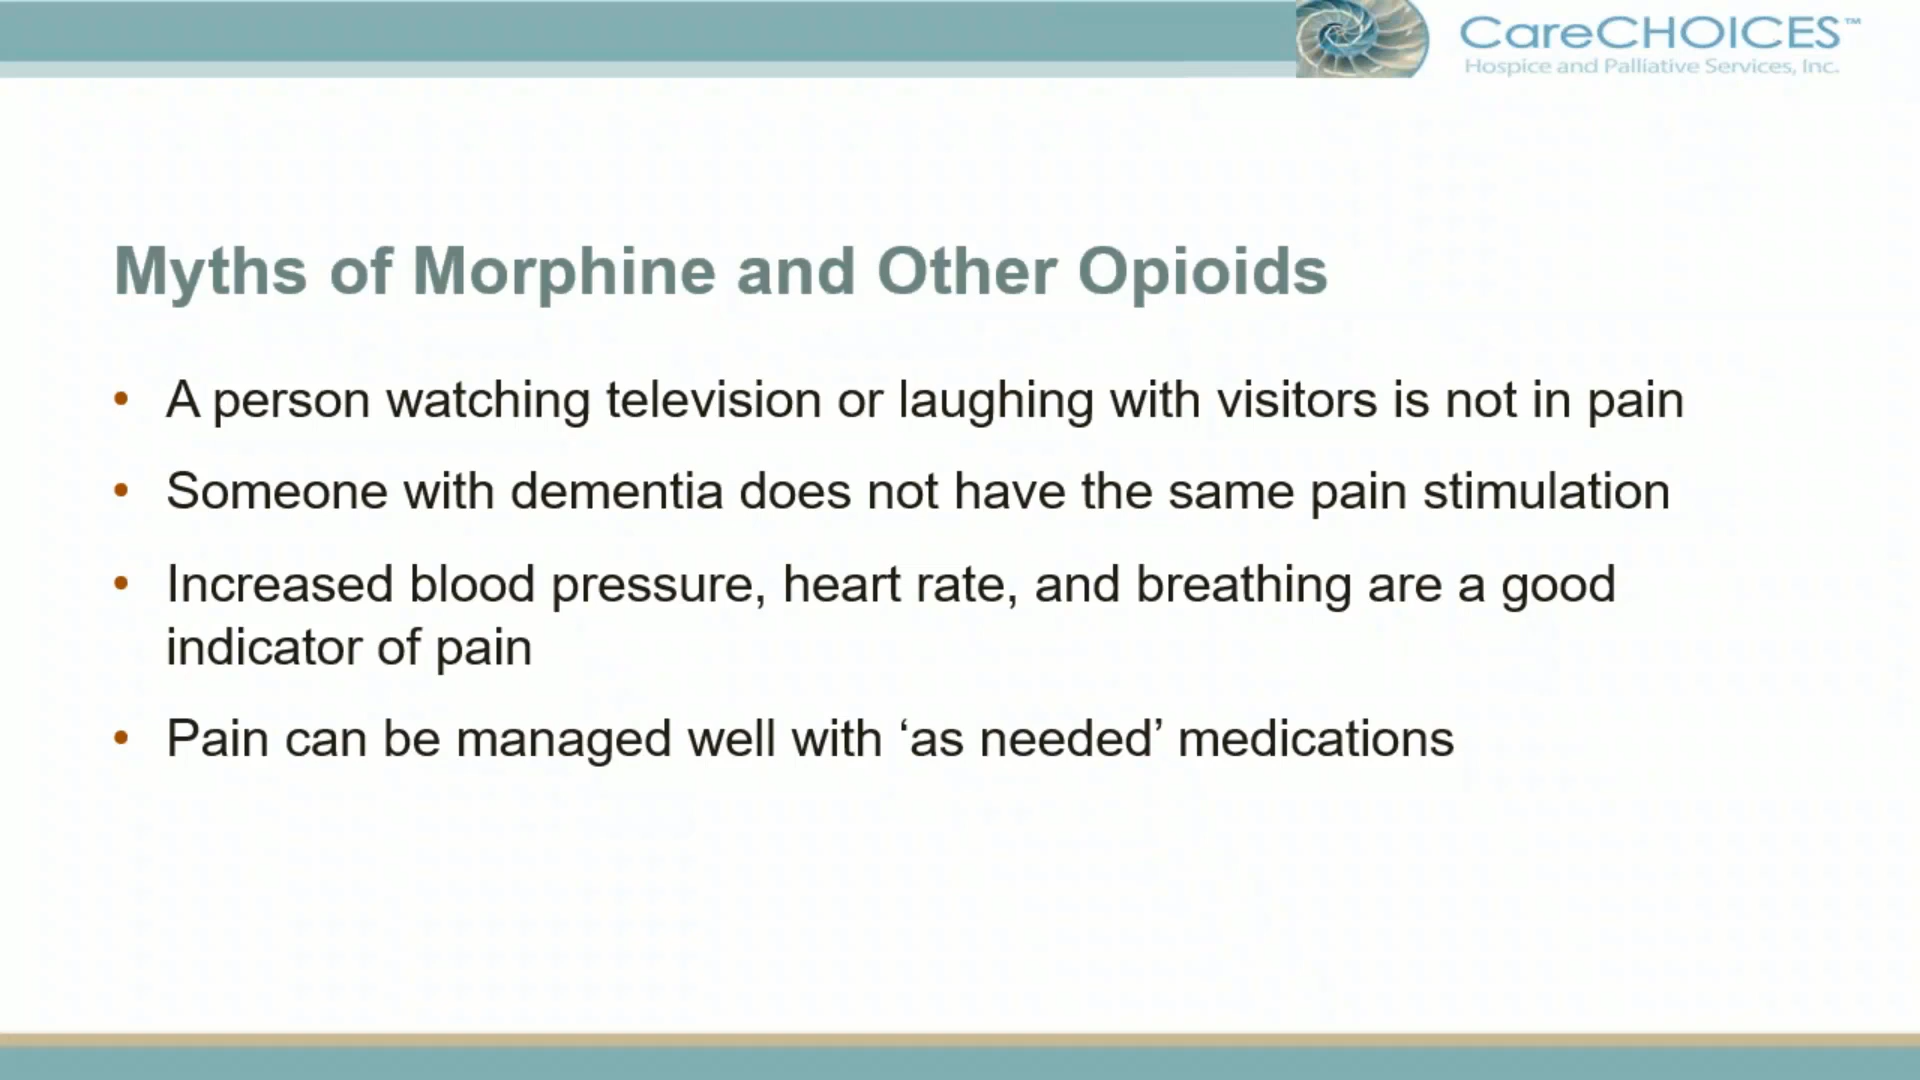 CareCHOICES™
Hospice and Palliative Services, Inc.
Myths of Morphine and Other Opioids
• A person watching television or laughing with visitors is not in pain
• Someone with dementia does not have the same pain stimulation
• Increased blood pressure, heart rate, and breathing are a good
indicator of pain
• Pain can be managed well with ‘as needed’ medications